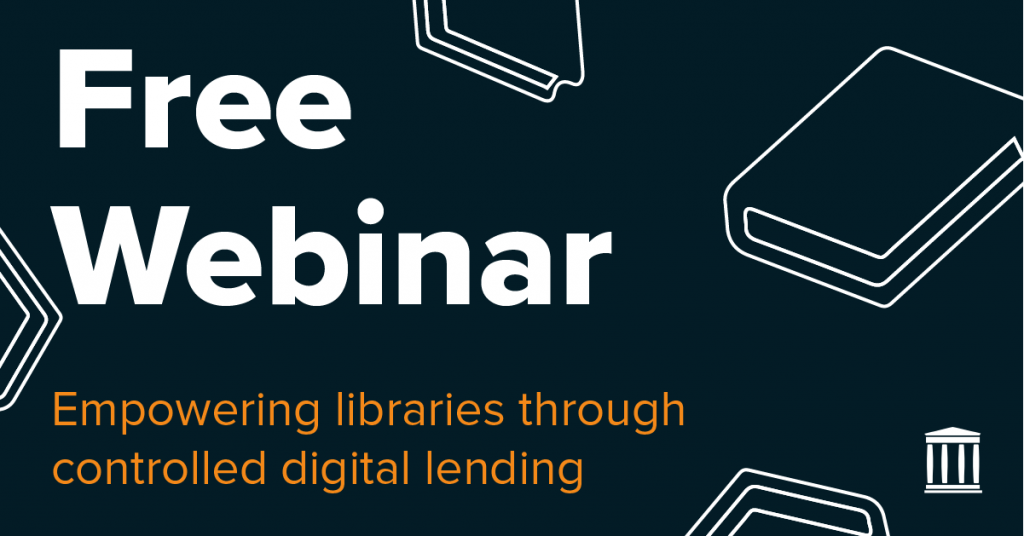 Free
Webinar
Empowering libraries through
controlled digital lending